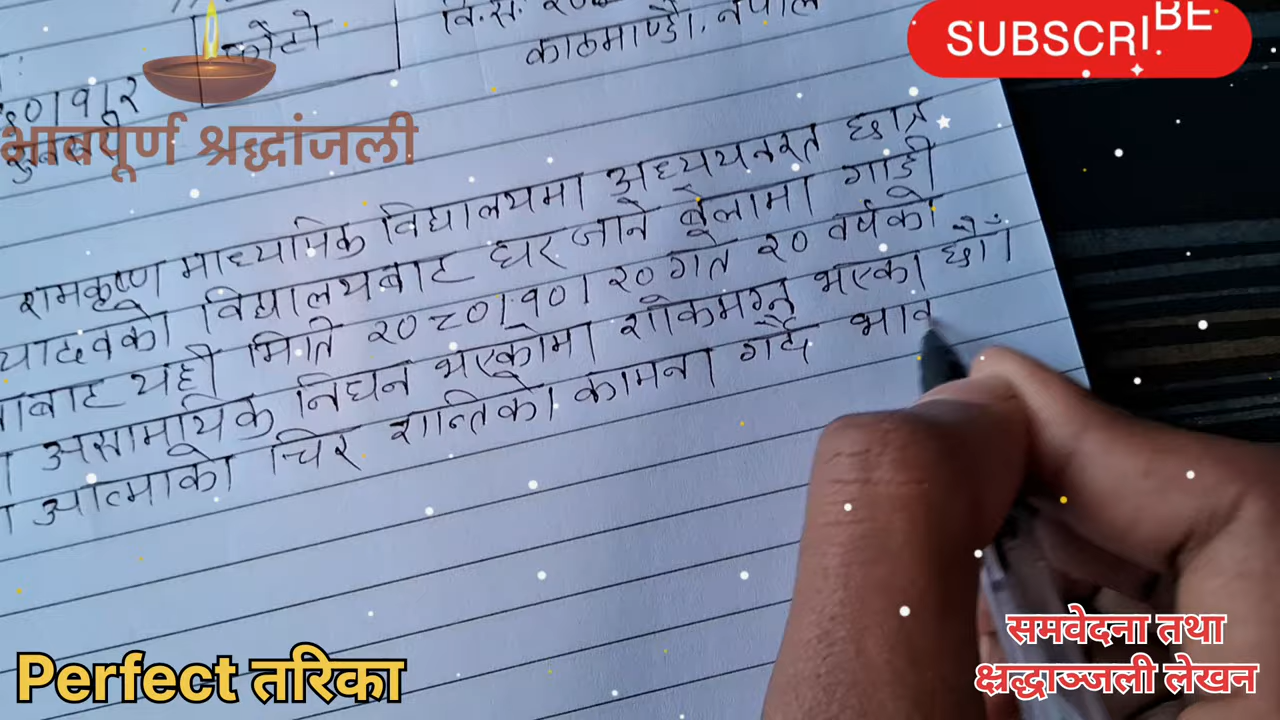 फोटो
काठमाण्डौ, नेपाल
SUBSCRIBE
भावपूर्ण श्रद्धांजली
रामकृष्ण माध्यमिक विद्यालयमा अध्ययनरत छात्र
यादवको विद्यालयबाट घर जाने बेलामा गाडी
बाट यही मिति २०८०।१०।२० गते २० वर्षको
असामयिक निधन भएकोमा शोकमग्न भएका छौँ।
आत्माको चिर शान्तिको कामना गर्दै भाव
Perfect तरिका
समवेदना तथा
क्षद्धाञ्जली लेखन